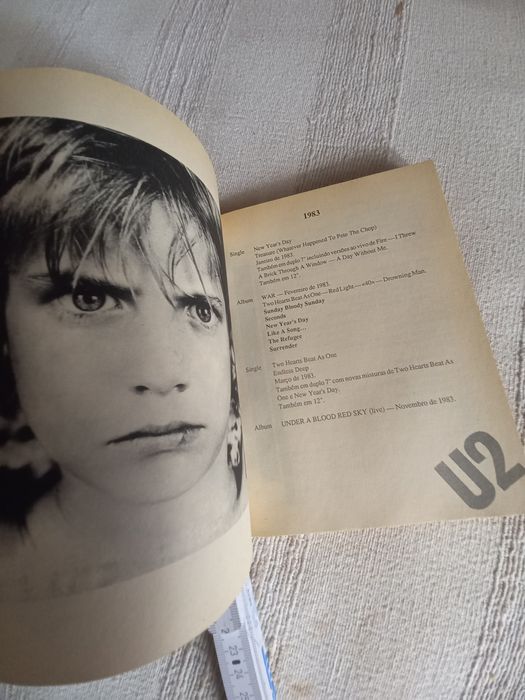 1983
Single New Year's Day
Treasure (Whatever Happened To Pete The Chop)
Janeiro de 1983.
Também em duplo 7" incluindo versões ao vivo de Fire — I Threw
A Brick Through A Window — A Day Without Me.
Também em 12".
Album WAR — Fevereiro de 1983.
Two Hearts Beat As One — Red Light — «40» — Drowning Man.
Sunday Bloody Sunday
Seconds
New Year's Day
Like A Song...
The Refugee
Surrender
Single Two Hearts Beat As One
Endless Deep
Março de 1983.
Também em duplo 7" com novas misturas de Two Hearts Beat As
One e New Year's Day.
Também em 12".
Album UNDER A BLOOD RED SKY (live) — Novembro de 1983.
U2
23
24